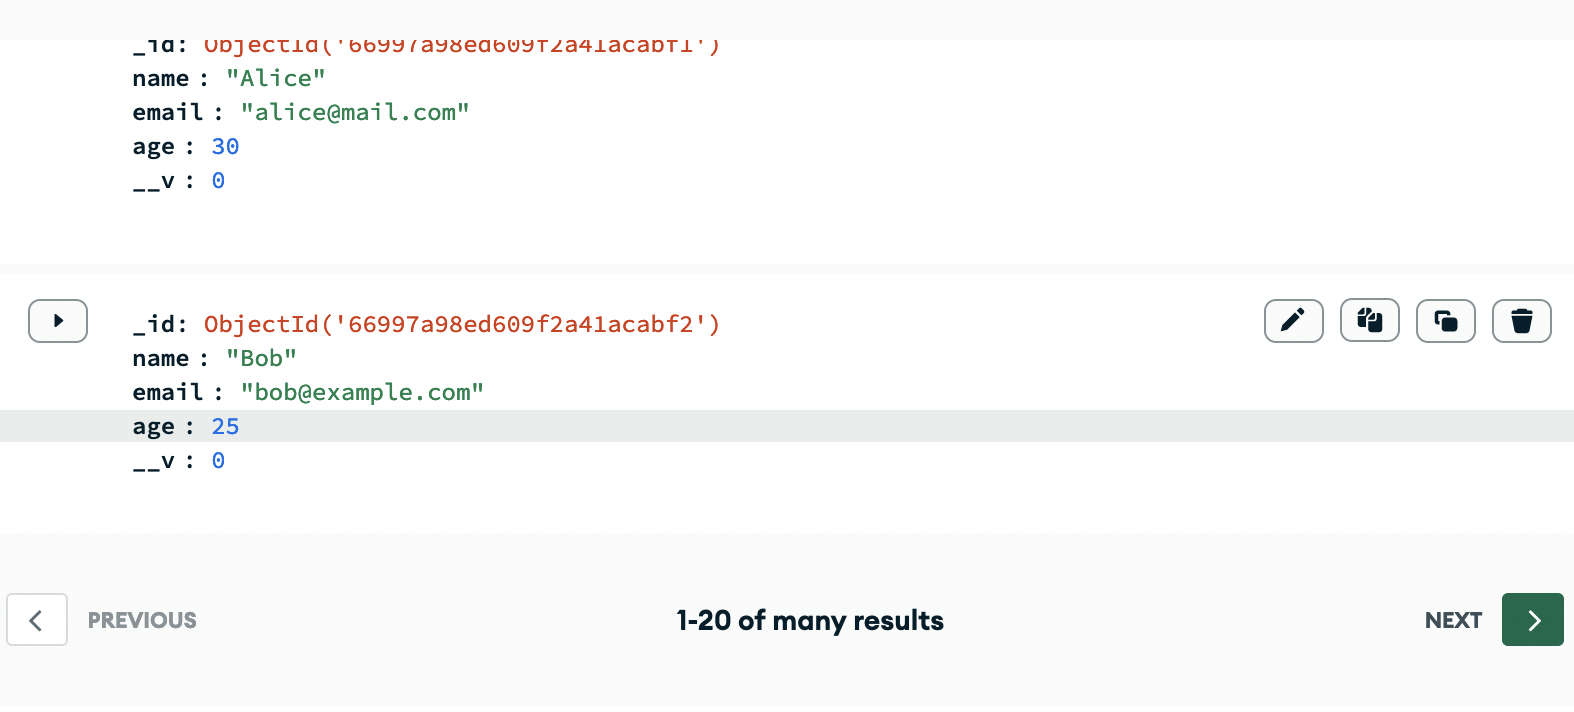 _id: ObjectId('66997a98ed609f2a41acabf1')
name : "Alice"
email : "alice@mail.com"
age : 30
__v : 0
_id: ObjectId('66997a98ed609f2a41acabf2')
name : "Bob"
email : "bob@example.com"
age : 25
__v : 0
PREVIOUS
1-20 of many results
NEXT